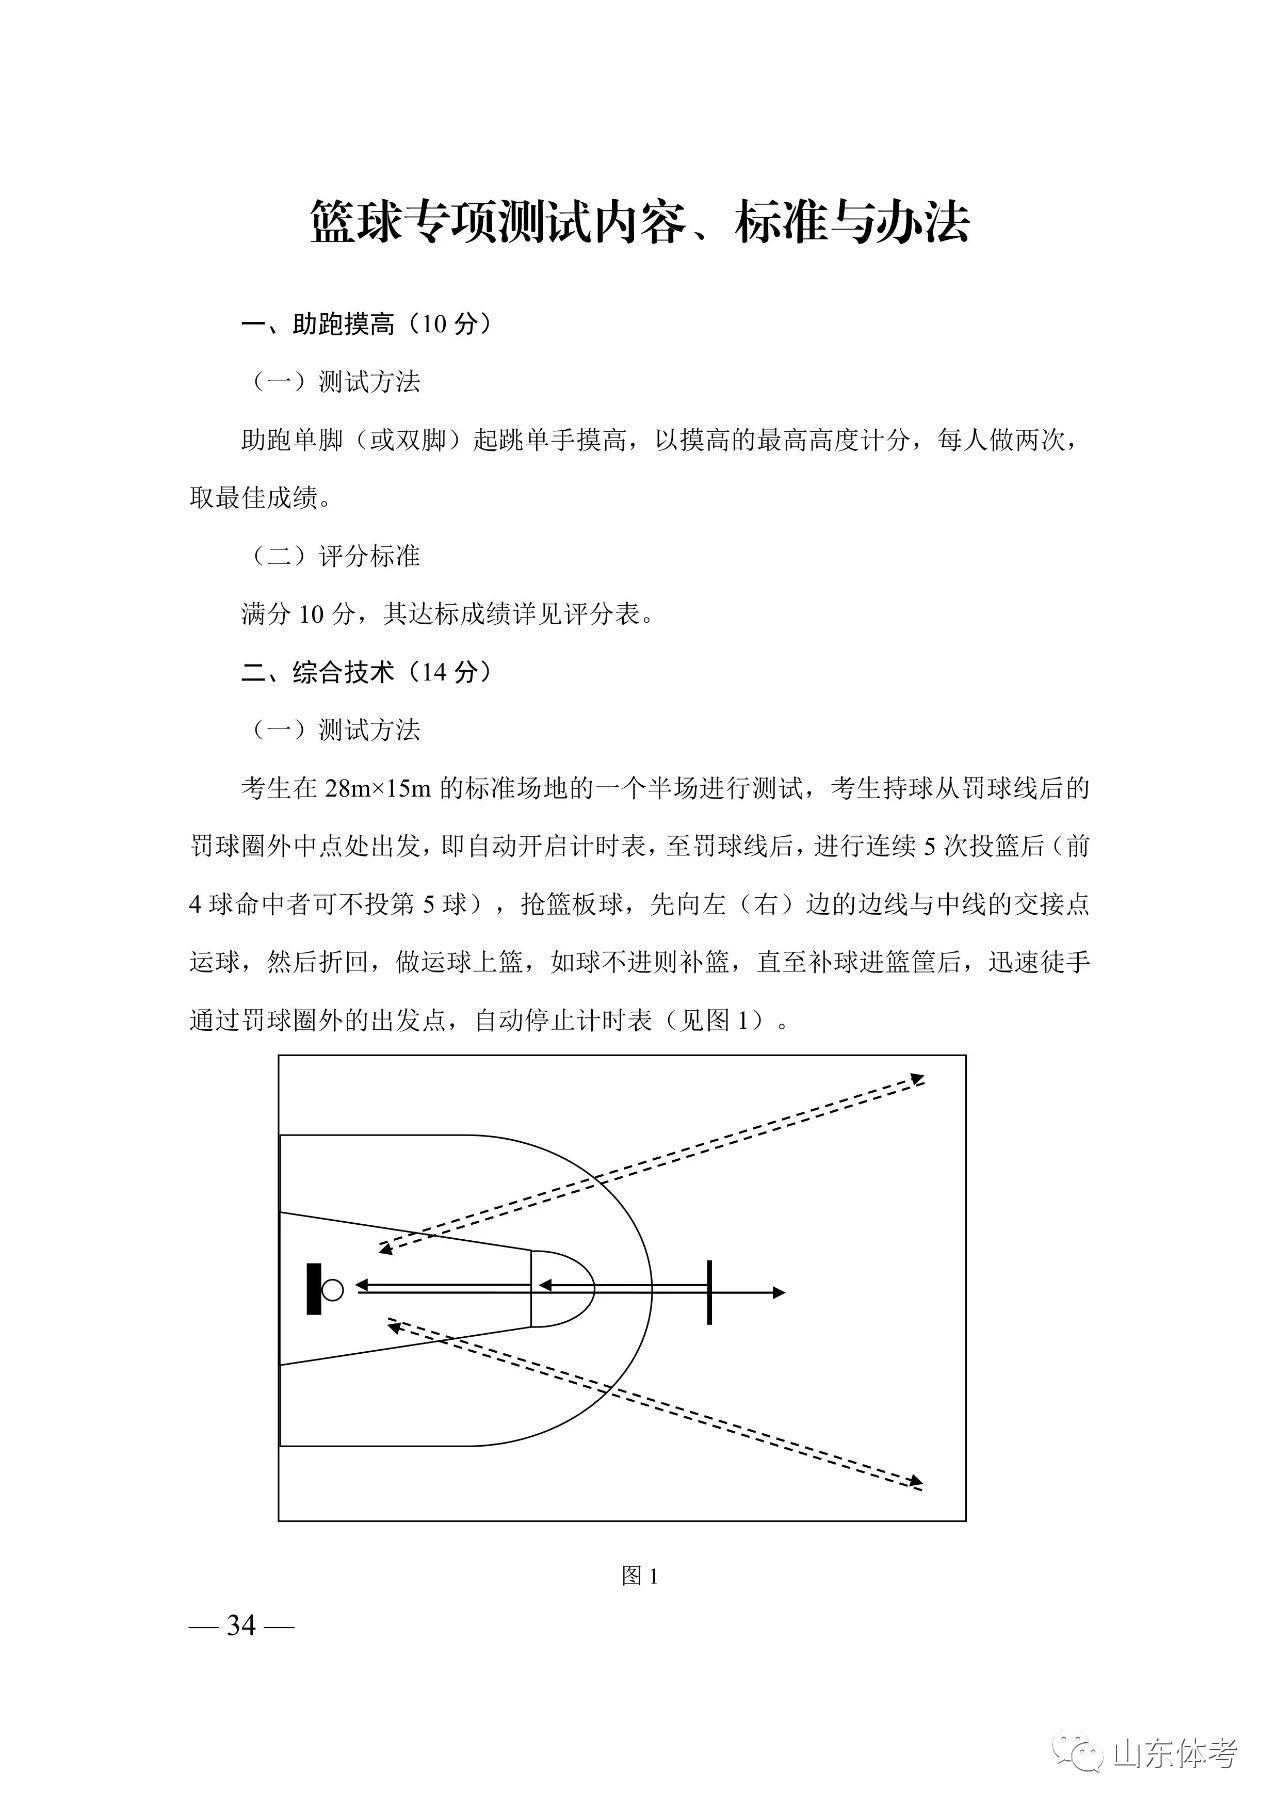 篮球专项测试内容、标准与办法
一、助跑摸高（10 分）
（一）测试方法
助跑单脚（或双脚）起跳单手摸高，以摸高的最高高度计分，每人做两次，
取最佳成绩。
（二）评分标准
满分 10 分，其达标成绩详见评分表。
二、综合技术（14 分）
（一）测试方法
考生在 28m×15m 的标准场地的一个半场进行测试，考生持球从罚球线后的
罚球圈外中点处出发，即自动开启计时表，至罚球线后，进行连续 5 次投篮后（前
4 球命中者可不投第 5 球），抢篮板球，先向左（右）边的边线与中线的交接点
运球，然后折回，做运球上篮，如球不进则补篮，直至补球进篮筐后，迅速徒手
通过罚球圈外的出发点，自动停止计时表（见图 1）。
图 1
— 34 —
山东体考